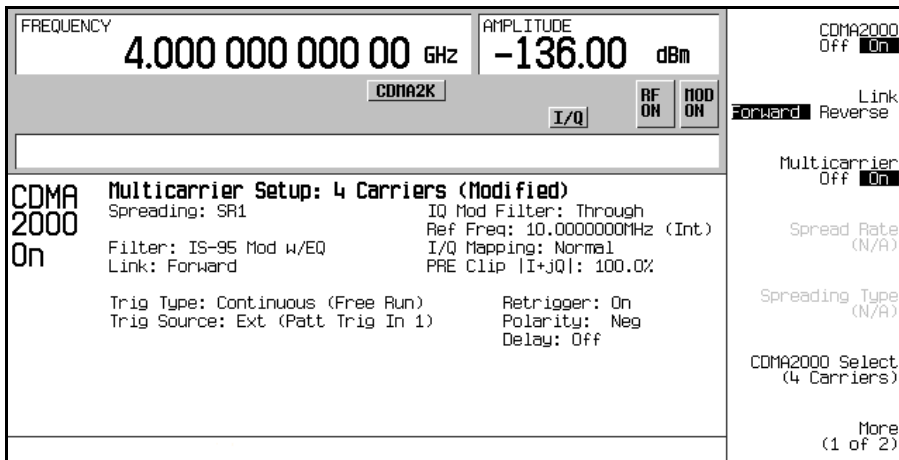 FREQUENCY
4.000 000 000 00 GHz
AMPLITUDE
-136.00 dBm
CDMA2K
I/Q
RF ON
MOD ON
CDMA 2000 On
Multicarrier Setup: 4 Carriers (Modified)
Spreading: SR1
IQ Mod Filter: Through
Ref Freq: 10.0000000MHz (Int)
Filter: IS-95 Mod w/EQ
I/Q Mapping: Normal
Link: Forward
PRE Clip |I+jQ|: 100.0%
Trig Type: Continuous (Free Run)
Retrigger: On
Trig Source: Ext (Patt Trig In 1)
Polarity: Neg
Delay: Off
CDMA2000
Off On
Link
Forward Reverse
Multicarrier
Off On
Spread Rate
(N/A)
Spreading Type
(N/A)
CDMA2000 Select
(4 Carriers)
More
(1 of 2)